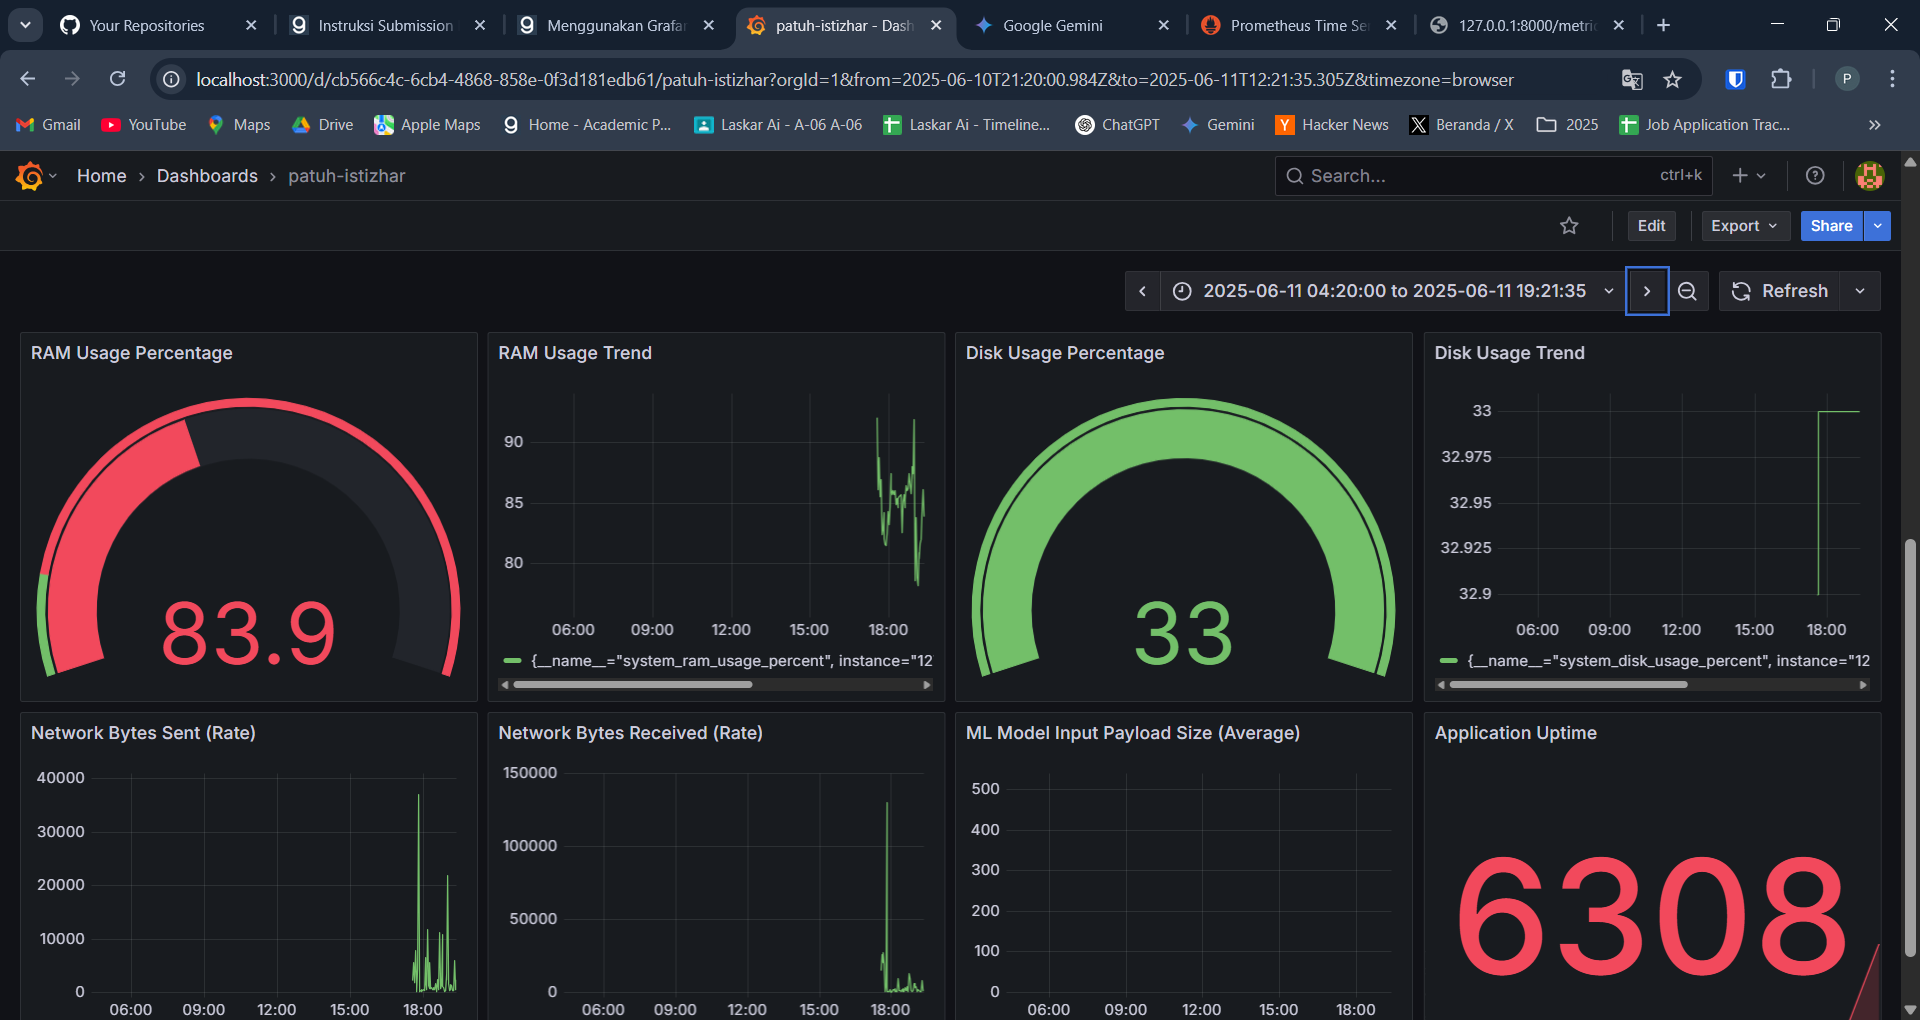 Your Repositories
Instruksi Submission
Menggunakan Grafan
patuh-istizhar - Dash
Google Gemini
Prometheus Time Se
127.0.0.1:8000/metric
localhost:3000/d/cb566c4c-6cb4-4868-858e-0f3d181edb61/patuh-istizhar?orgId=1&from=2025-06-10T21:20:00.984Z&to=2025-06-11T12:21:35.305Z&timezone=browser
P
Gmail
YouTube
Maps
Drive
Apple Maps
Home - Academic P...
Laskar Ai - A-06 A-06
Laskar Ai - Timeline...
ChatGPT
Gemini
Hacker News
Beranda / X
2025
Job Application Trac...
Home › Dashboards › patuh-istizhar
Search...
ctrl+k
Edit
Export
Share
2025-06-11 04:20:00 to 2025-06-11 19:21:35
Refresh
RAM Usage Percentage
83.9
RAM Usage Trend
90
85
80
06:00 09:00 12:00 15:00 18:00
{__name__="system_ram_usage_percent", instance="12
Disk Usage Percentage
33
Disk Usage Trend
33
32.975
32.95
32.925
32.9
06:00 09:00 12:00 15:00 18:00
{__name__="system_disk_usage_percent", instance="12
Network Bytes Sent (Rate)
40000
30000
20000
10000
0
06:00 09:00 12:00 15:00 18:00
Network Bytes Received (Rate)
150000
100000
50000
0
06:00 09:00 12:00 15:00 18:00
ML Model Input Payload Size (Average)
500
400
300
200
100
0
06:00 09:00 12:00 15:00 18:00
Application Uptime
6308